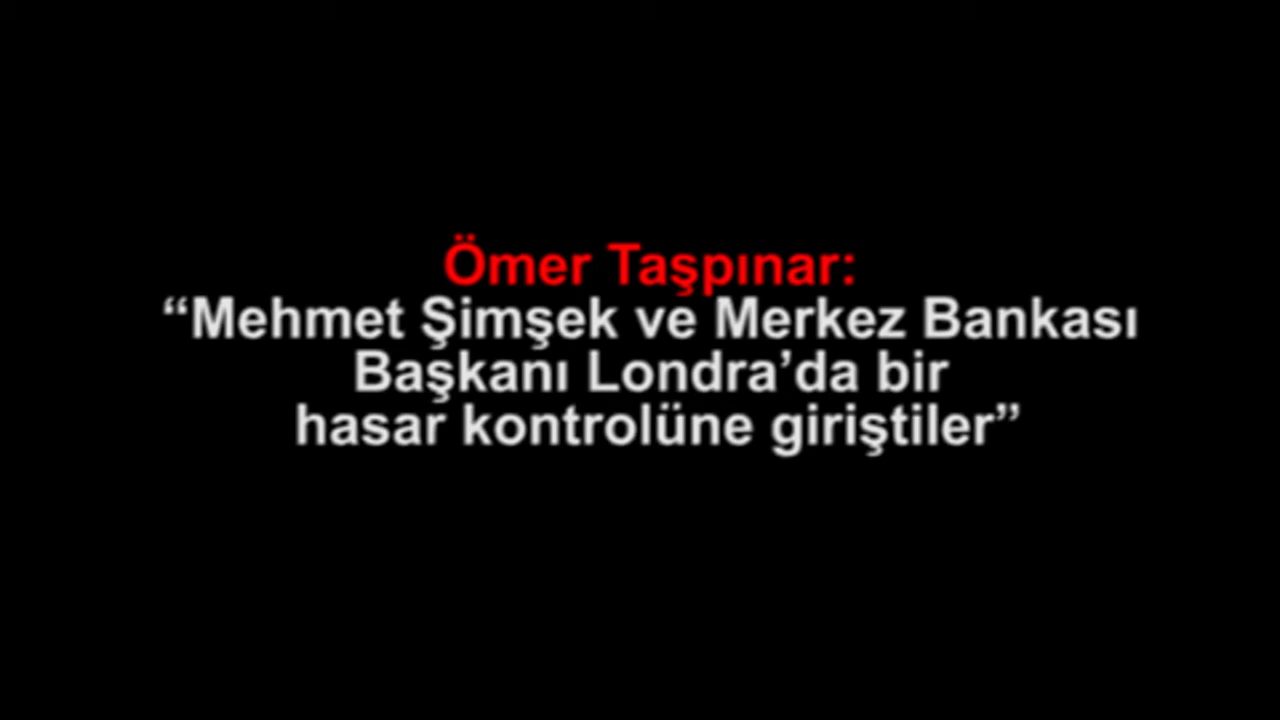 Ömer Taşpınar:
“Mehmet Şimşek ve Merkez Bankası
Başkanı Londra’da bir
hasar kontrolüne giriştiler”